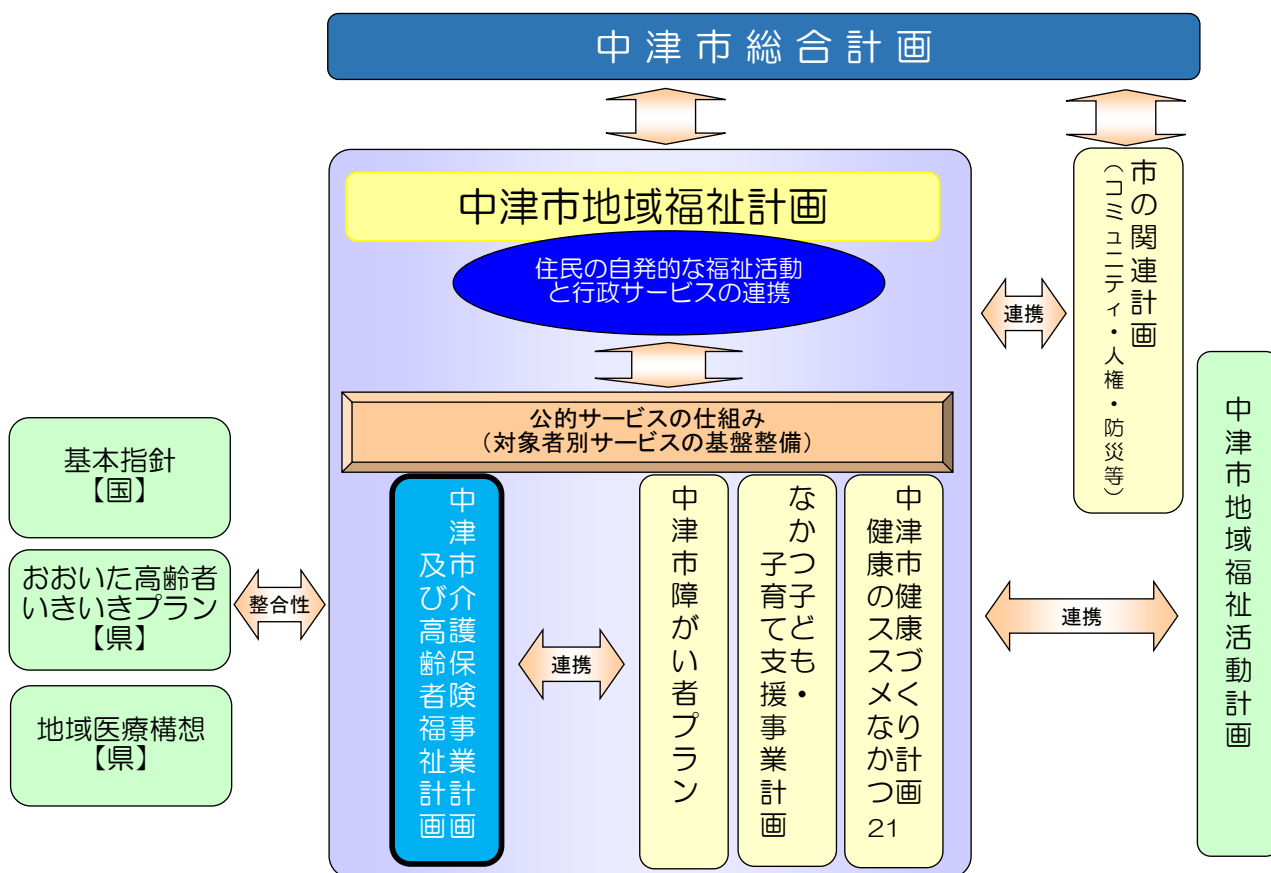 中津市総合計画
中津市地域福祉計画
住民の自発的な福祉活動
と行政サービスの連携
連携
市の関連計画
（コミュニティ・人権・防災等）
公的サービスの仕組み
（対象者別サービスの基盤整備）
基本指針
【国】
おおいた高齢者
いきいきプラン
【県】
地域医療構想
【県】
整合性
中津市介護保険事業計画
及び高齢者福祉計画
連携
中津市障がい者プラン
なかつ子ども・
子育て支援事業計画
中津市健康づくり計画
健康のススメなかつ21
連携
中津市地域福祉活動計画